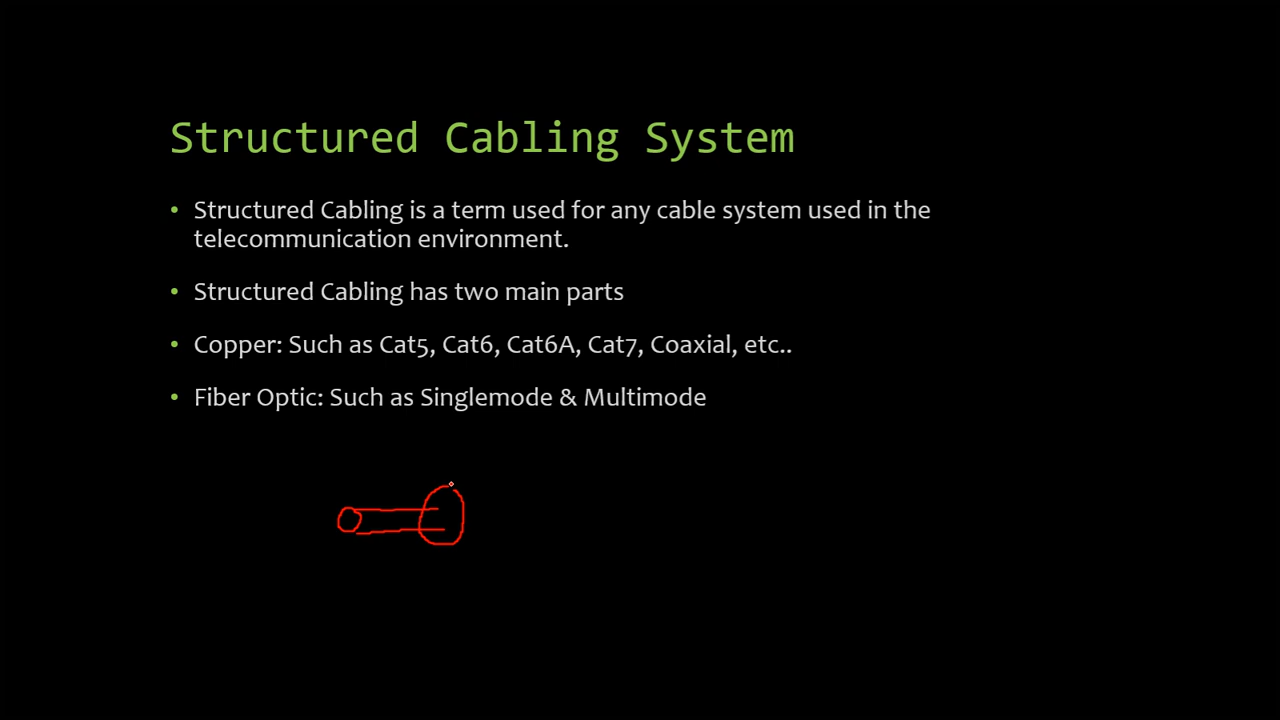 Structured Cabling System
• Structured Cabling is a term used for any cable system used in the
telecommunication environment.
• Structured Cabling has two main parts
• Copper: Such as Cat5, Cat6, Cat6A, Cat7, Coaxial, etc..
• Fiber Optic: Such as Singlemode & Multimode